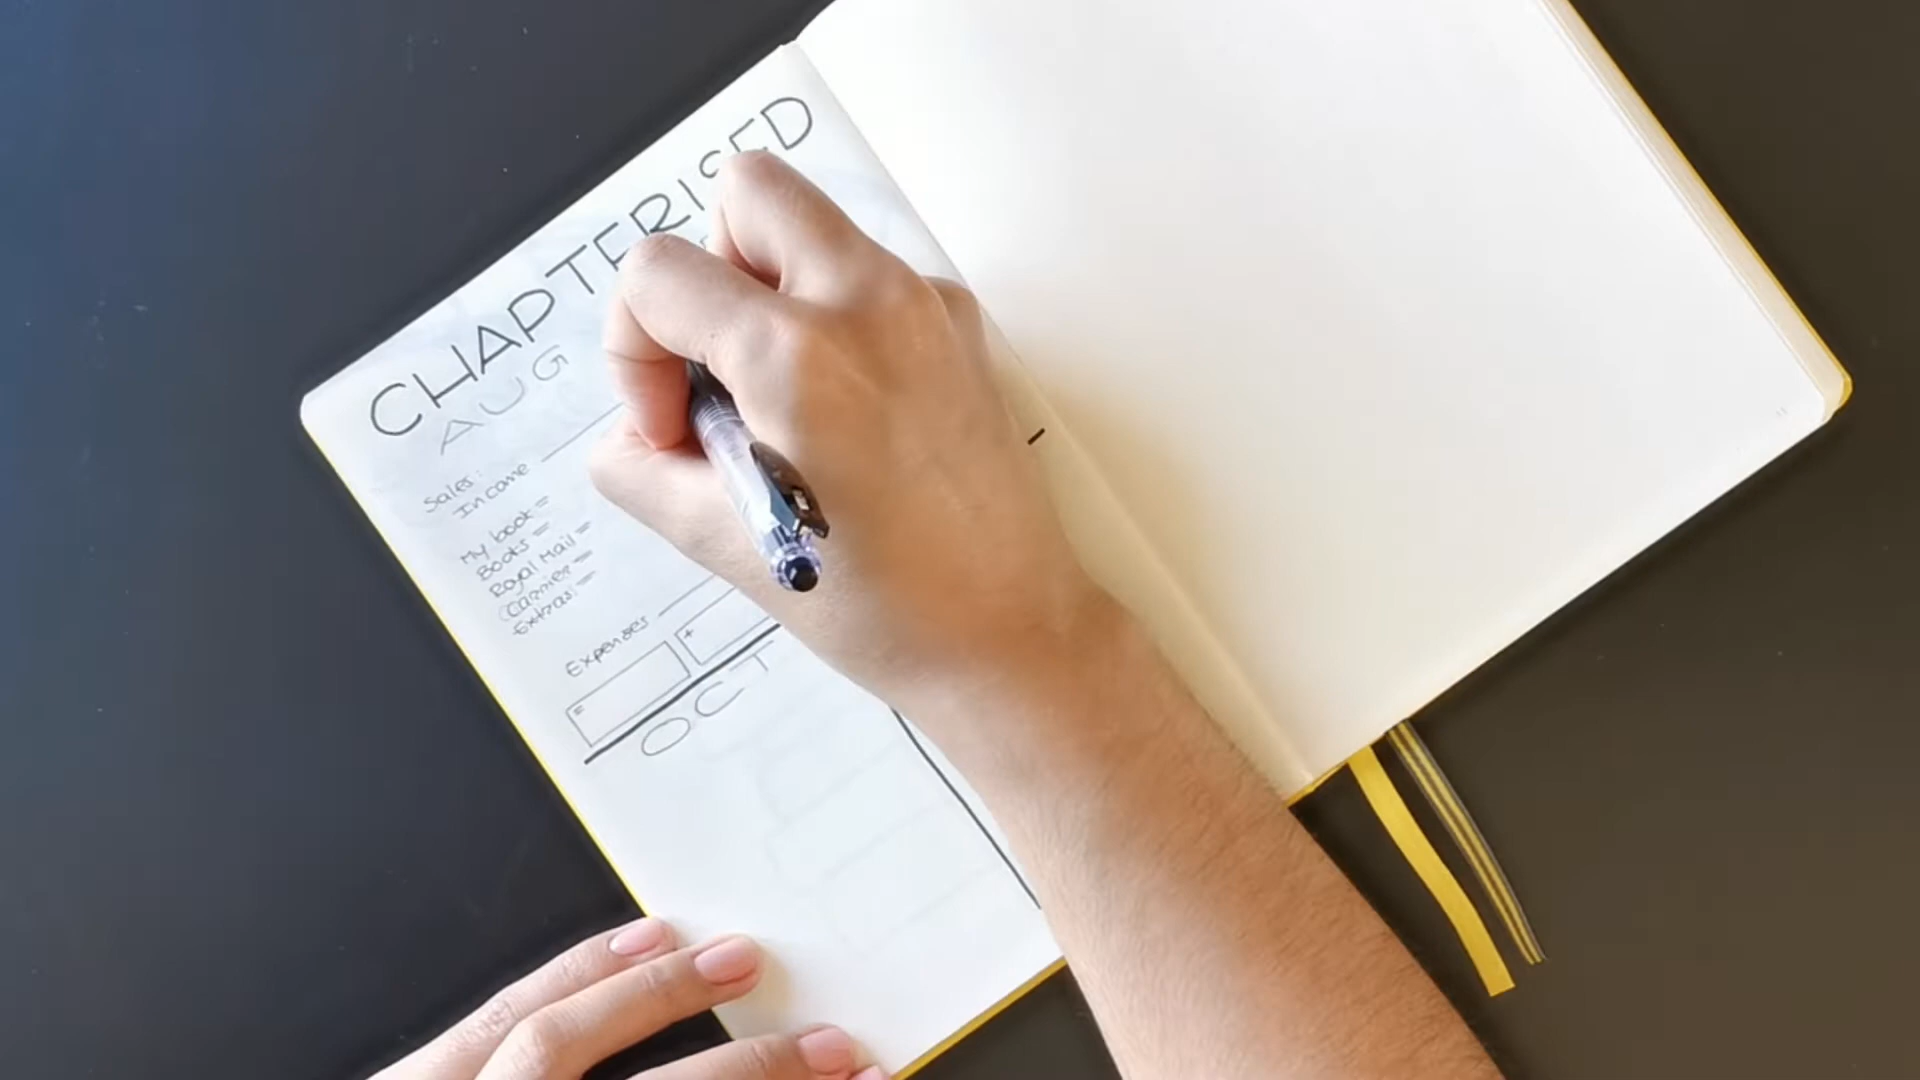 CHAPTERISED
AUG
Sales:
Income
My book =
Books =
Royal Mail =
(Carrier) =
Extras =
Expenses
+
=
OCT